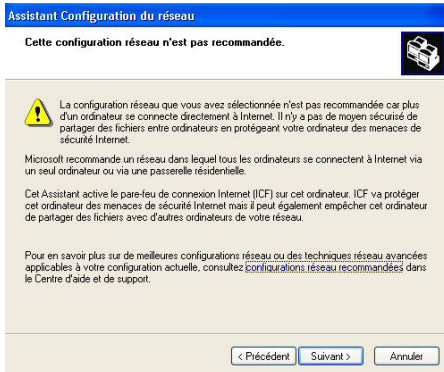 Assistant Configuration du réseau
Cette configuration réseau n'est pas recommandée.
La configuration réseau que vous avez sélectionnée n'est pas recommandée car plus
d'un ordinateur se connecte directement à Internet. Il n'y a pas de moyen sécurisé de
partager des fichiers entre ordinateurs en protégeant votre ordinateur des menaces de
sécurité Internet.
Microsoft recommande un réseau dans lequel tous les ordinateurs se connectent à Internet via
un seul ordinateur ou via une passerelle résidentielle.
Cet Assistant active le pare-feu de connexion Internet (ICF) sur cet ordinateur. ICF va protéger
cet ordinateur des menaces de sécurité Internet mais il peut également empêcher cet ordinateur
de partager des fichiers avec d'autres ordinateurs de votre réseau.
Pour en savoir plus sur de meilleures configurations réseau ou des techniques réseau avancées
applicables à votre configuration actuelle, consultez configurations réseau recommandées dans
le Centre d'aide et de support.
< Précédent Suivant > Annuler